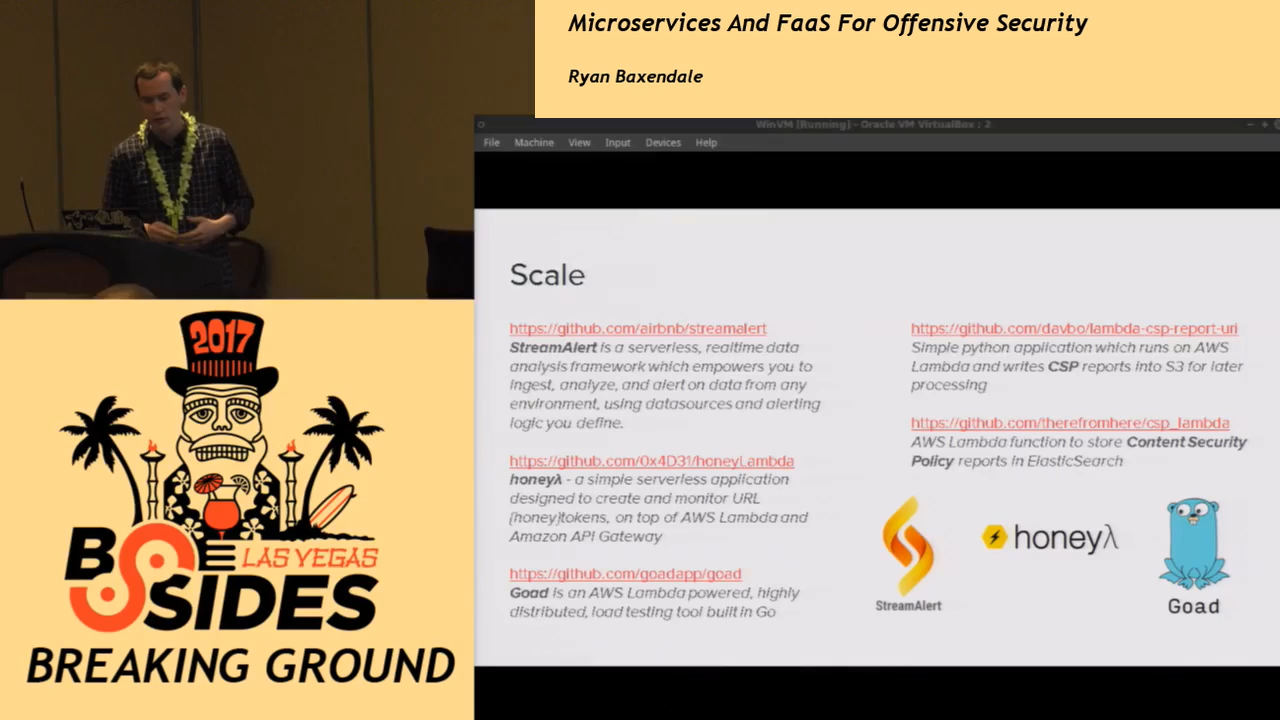 Microservices And FaaS For Offensive Security
Ryan Baxendale
WinVM [Running] - Oracle VM VirtualBox : 2
File Machine View Input Devices Help
Scale
https://github.com/airbnb/streamalert
StreamAlert is a serverless, realtime data
analysis framework which empowers you to
ingest, analyze, and alert on data from any
environment, using datasources and alerting
logic you define.
https://github.com/0x4D31/honeyLambda
honeyλ - a simple serverless application
designed to create and monitor URL
{honey}tokens, on top of AWS Lambda and
Amazon API Gateway
https://github.com/goadapp/goad
Goad is an AWS Lambda powered, highly
distributed, load testing tool built in Go
https://github.com/davbo/lambda-csp-report-uri
Simple python application which runs on AWS
Lambda and writes CSP reports into S3 for later
processing
https://github.com/therefromhere/csp_lambda
AWS Lambda function to store Content Security
Policy reports in ElasticSearch
StreamAlert
honeyλ
Goad
2017
BSIDES
LAS VEGAS
BREAKING GROUND